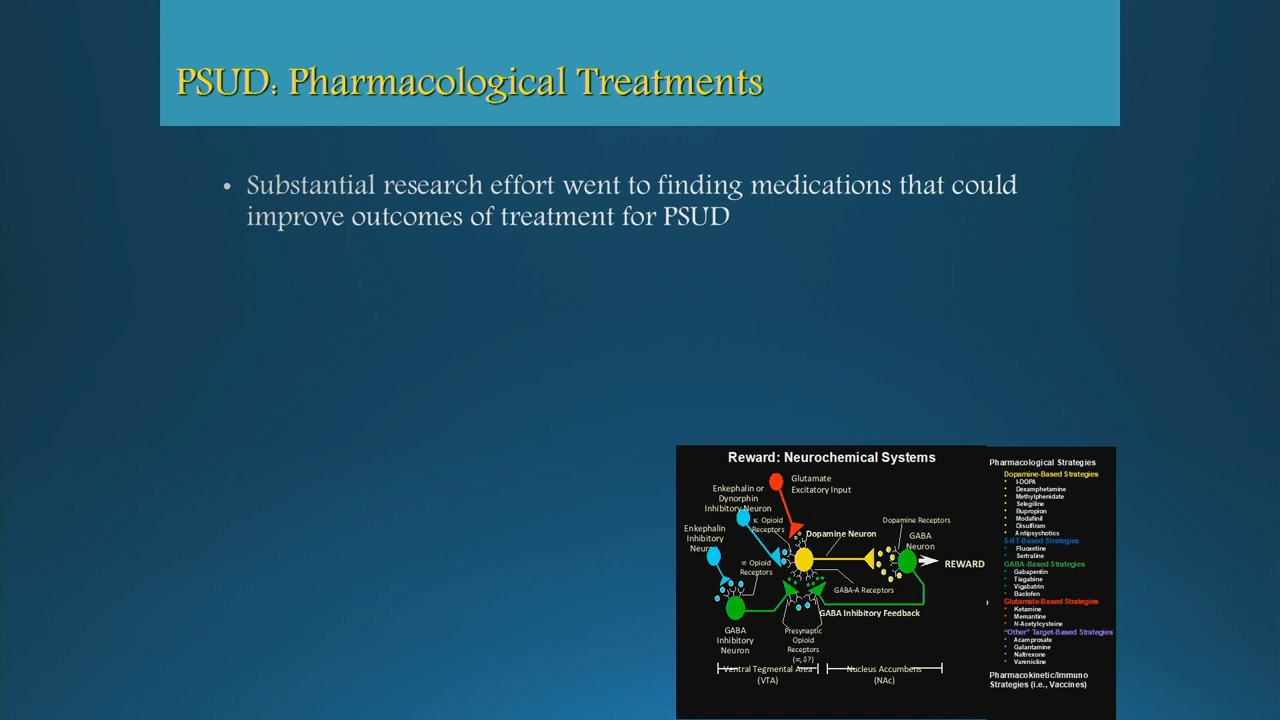 PSUD: Pharmacological Treatments
• Substantial research effort went to finding medications that could
improve outcomes of treatment for PSUD
Reward: Neurochemical Systems
Glutamate
Excitatory Input
Enkephalin or
Dynorphin
Inhibitory Neuron
κ Opioid
Receptors
Dopamine Neuron
Dopamine Receptors
GABA
Neuron
Enkephalin
Inhibitory
Neuron
REWARD
∝ Opioid
Receptors
GABA-A Receptors
GABA Inhibitory Feedback
GABA
Inhibitory
Neuron
Presynaptic
Opioid
Receptors
(∝, δ?)
Ventral Tegmental Area
(VTA)
Nucleus Accumbens
(NAc)
Pharmacological Strategies
Dopamine-Based Strategies
• l-DOPA
• Dexamphetamine
• Methylphenidate
• Selegiline
• Bupropion
• Modafinil
• Disulfiram
• Antipsychotics
5-HT-Based Strategies
• Fluoxetine
• Sertraline
GABA-Based Strategies
• Gabapentin
• Tiagabine
• Vigabatrin
• Baclofen
Glutamate-Based Strategies
• Ketamine
• Memantine
• N-Acetylcysteine
"Other" Target-Based Strategies
• Acamprosate
• Galantamine
• Naltrexone
• Varenicline
Pharmacokinetic/Immuno
Strategies (i.e., Vaccines)